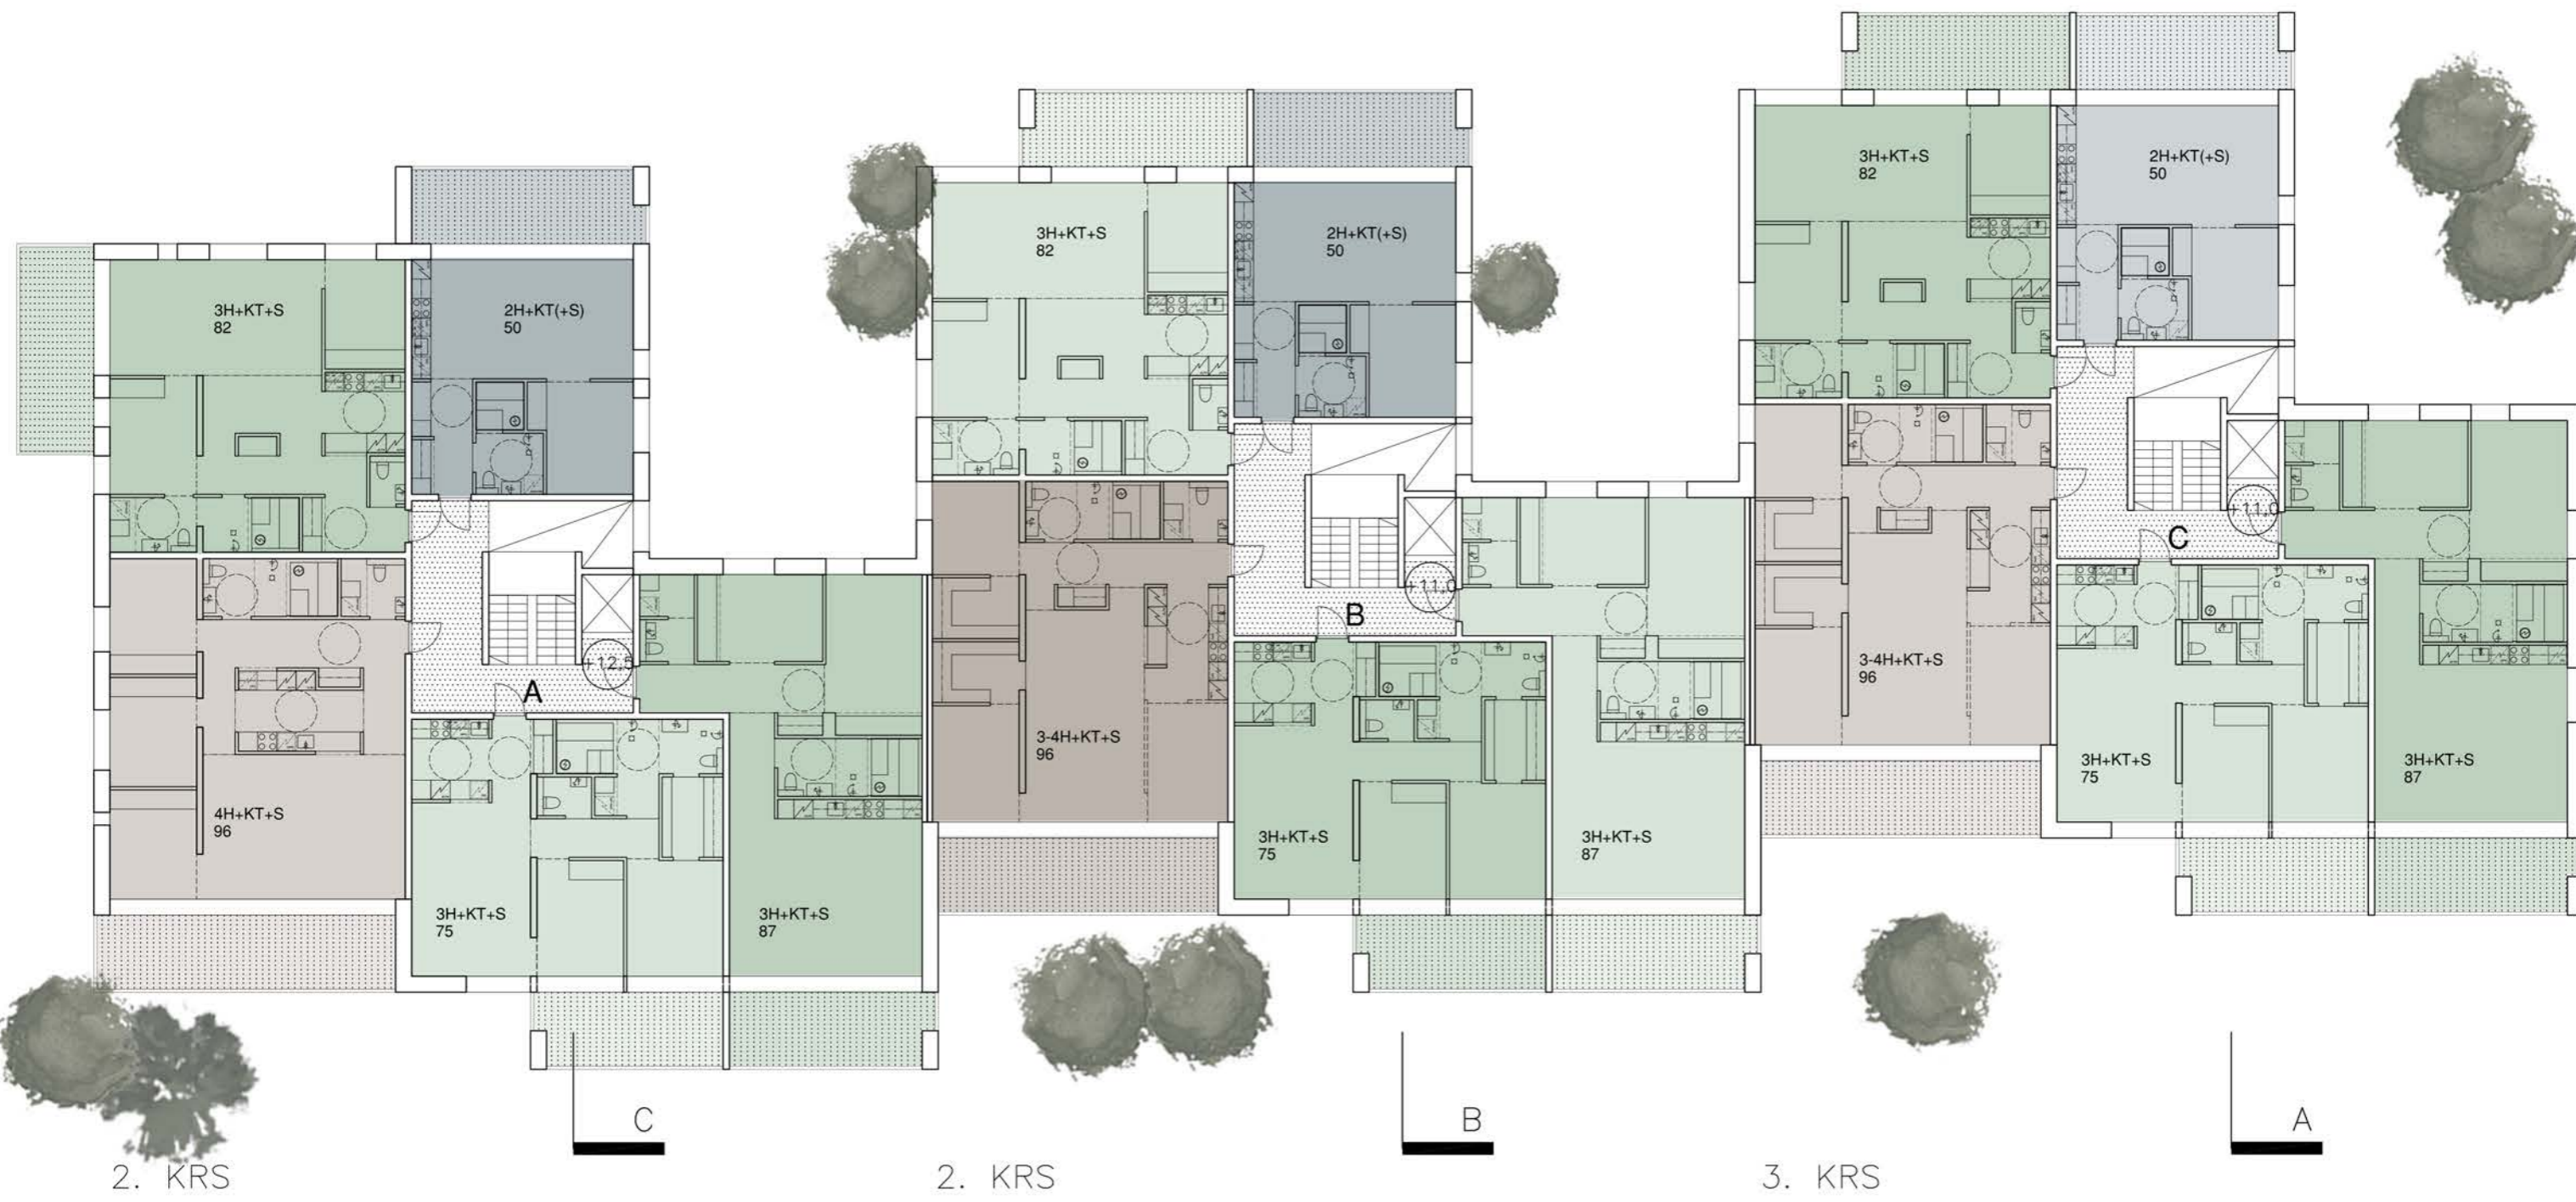 3H+KT+S
82
2H+KT(+S)
50
+12,5
A
4H+KT+S
96
3H+KT+S
75
3H+KT+S
87
3H+KT+S
82
2H+KT(+S)
50
+11,0
B
3-4H+KT+S
96
3H+KT+S
75
3H+KT+S
87
3H+KT+S
82
2H+KT(+S)
50
+11,0
C
3-4H+KT+S
96
3H+KT+S
75
3H+KT+S
87
C
B
A
2. KRS
2. KRS
3. KRS